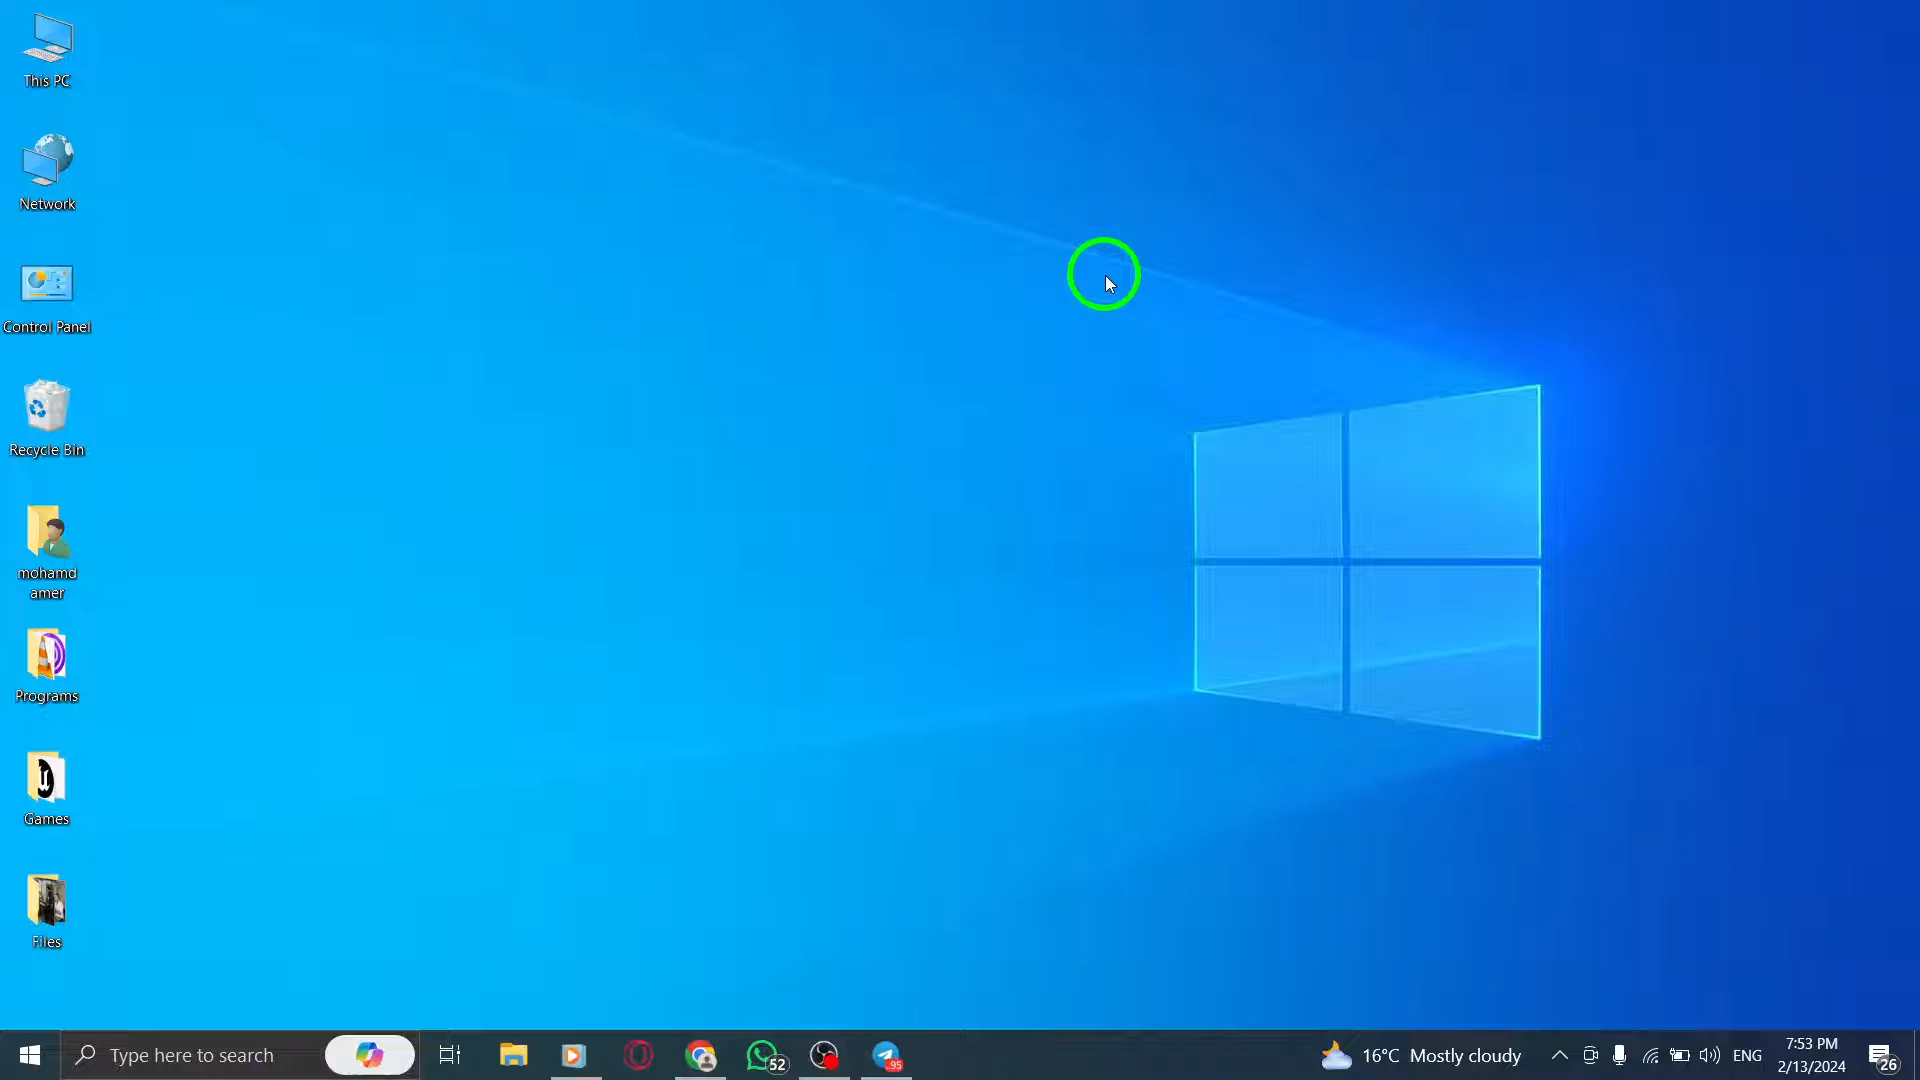 This PC
Network
Control Panel
Recycle Bin
mohamd
amer
Programs
Games
Files
Type here to search
52
95
16°C Mostly cloudy
ENG
7:53 PM
2/13/2024
26